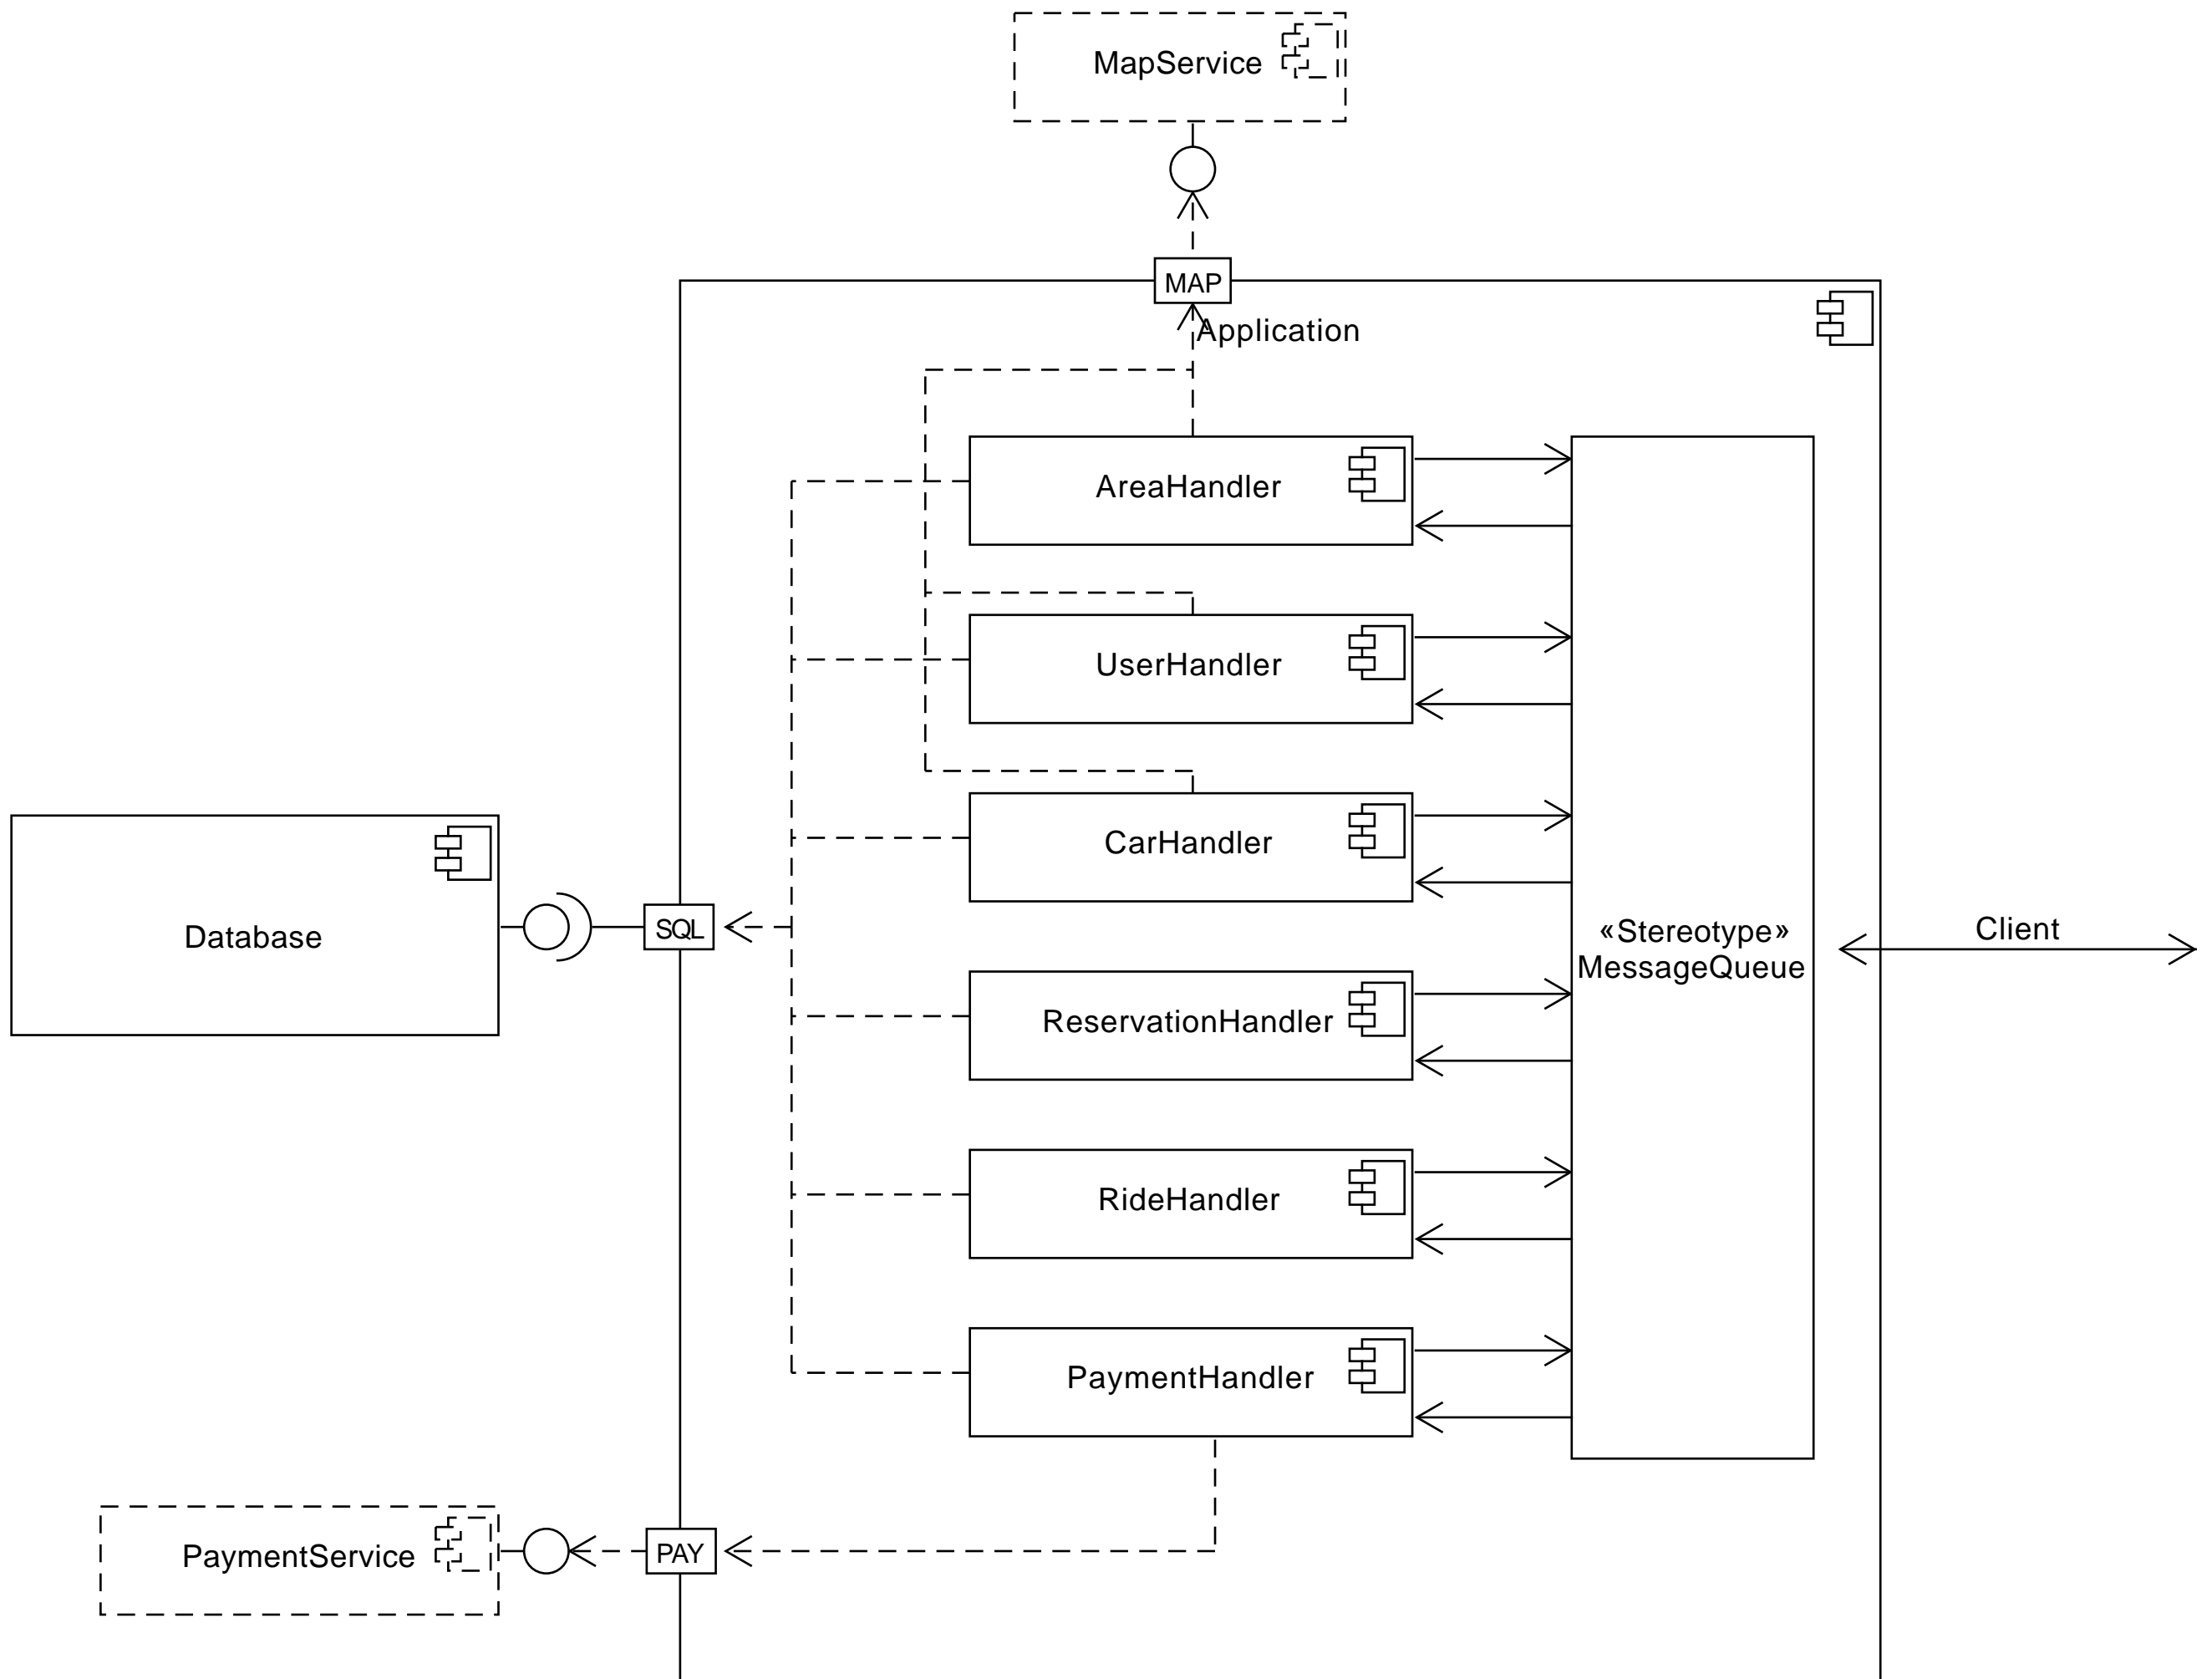 MapService
MAP
Application
AreaHandler
UserHandler
CarHandler
Database
SQL
«Stereotype»
MessageQueue
Client
ReservationHandler
RideHandler
PaymentHandler
PaymentService
PAY